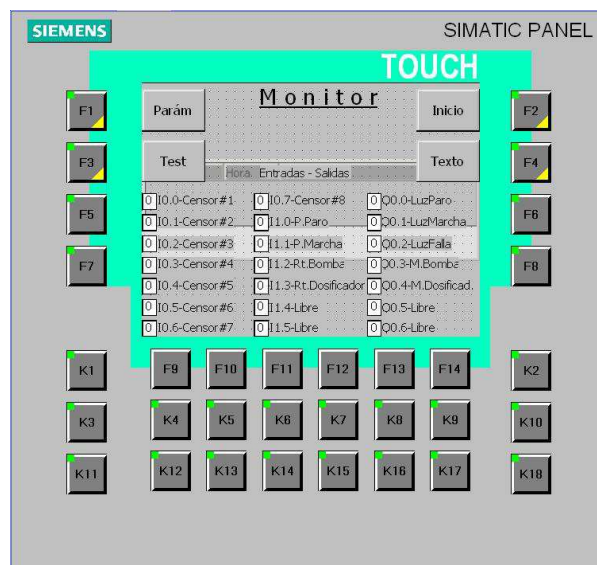 SIEMENS SIMATIC PANEL
TOUCH
F1 Parám Monitor Inicio F2
F3 Test Texto F4
Hora. Entradas - Salidas
0 I0.0-Censor#1 0 I0.7-Censor#8 0 Q0.0-LuzParo
F5 0 I0.1-Censor#2 0 I1.0-P.Paro 0 Q0.1-LuzMarcha F6
0 I0.2-Censor#3 0 I1.1-P.Marcha 0 Q0.2-LuzFalla
F7 0 I0.3-Censor#4 0 I1.2-Rt.Bomba 0 Q0.3-M.Bomba F8
0 I0.4-Censor#5 0 I1.3-Rt.Dosificador 0 Q0.4-M.Dosificad.
0 I0.5-Censor#6 0 I1.4-Libre 0 Q0.5-Libre
0 I0.6-Censor#7 0 I1.5-Libre 0 Q0.6-Libre
K1 F9 F10 F11 F12 F13 F14 K2
K3 K4 K5 K6 K7 K8 K9 K10
K11 K12 K13 K14 K15 K16 K17 K18